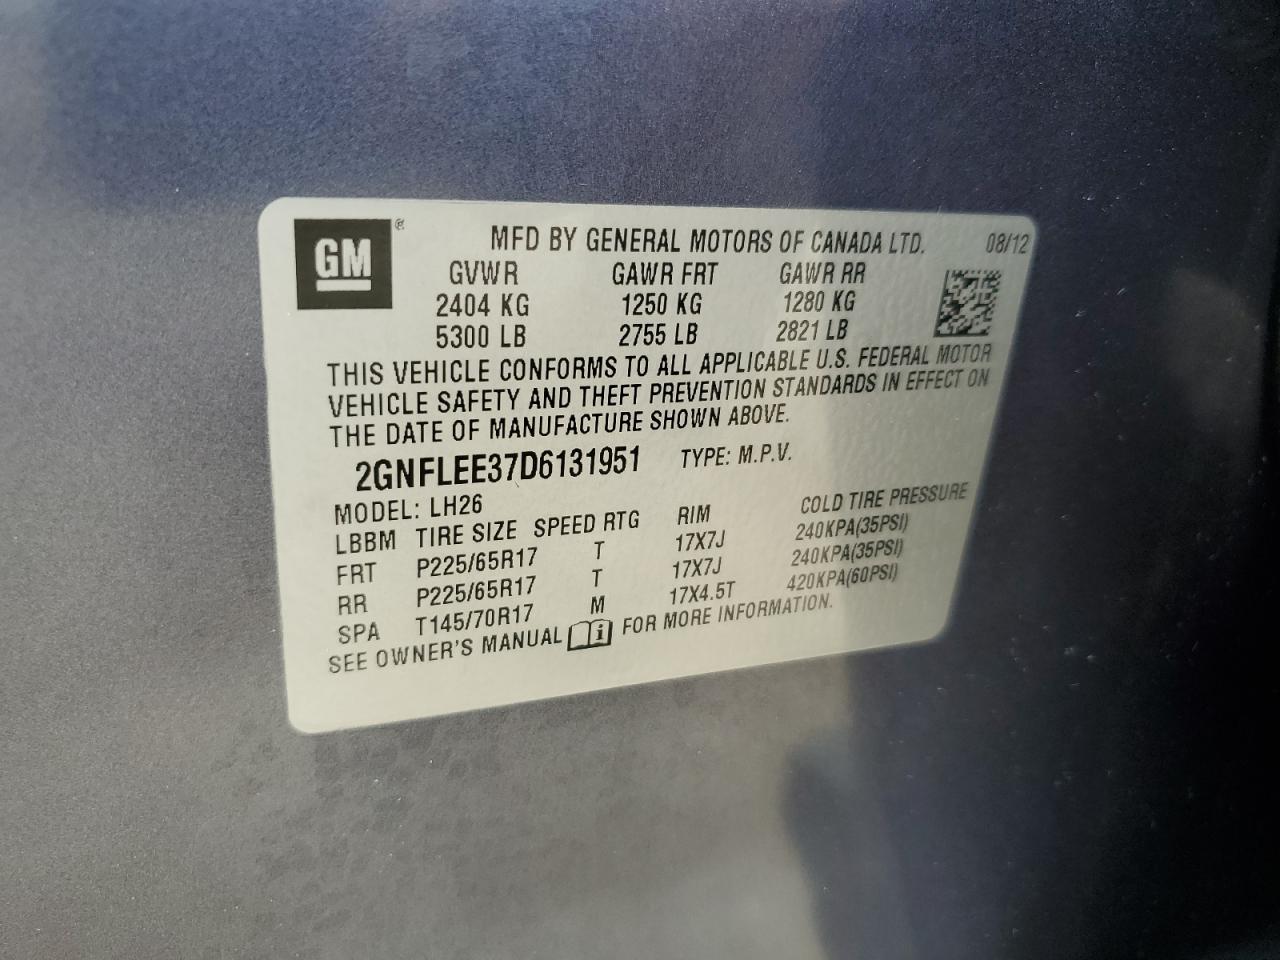 GM ®
MFD BY GENERAL MOTORS OF CANADA LTD. 08/12
GVWR GAWR FRT GAWR RR
2404 KG 1250 KG 1280 KG
5300 LB 2755 LB 2821 LB
THIS VEHICLE CONFORMS TO ALL APPLICABLE U.S. FEDERAL MOTOR
VEHICLE SAFETY AND THEFT PREVENTION STANDARDS IN EFFECT ON
THE DATE OF MANUFACTURE SHOWN ABOVE.
2GNFLEE37D6131951 TYPE: M.P.V.
MODEL: LH26
LBBM TIRE SIZE SPEED RTG RIM COLD TIRE PRESSURE
FRT P225/65R17 T 17X7J 240KPA(35PSI)
RR P225/65R17 T 17X7J 240KPA(35PSI)
SPA T145/70R17 M 17X4.5T 420KPA(60PSI)
SEE OWNER'S MANUAL i FOR MORE INFORMATION.